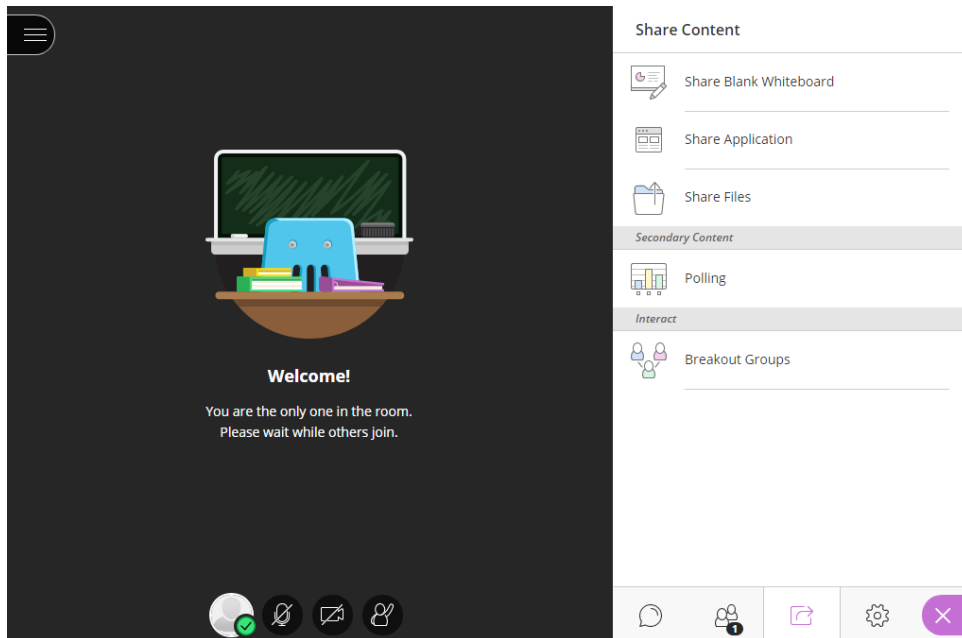 Share Content
Share Blank Whiteboard
Share Application
Share Files
Secondary Content
Polling
Interact
Breakout Groups
Welcome!
You are the only one in the room.
Please wait while others join.
1